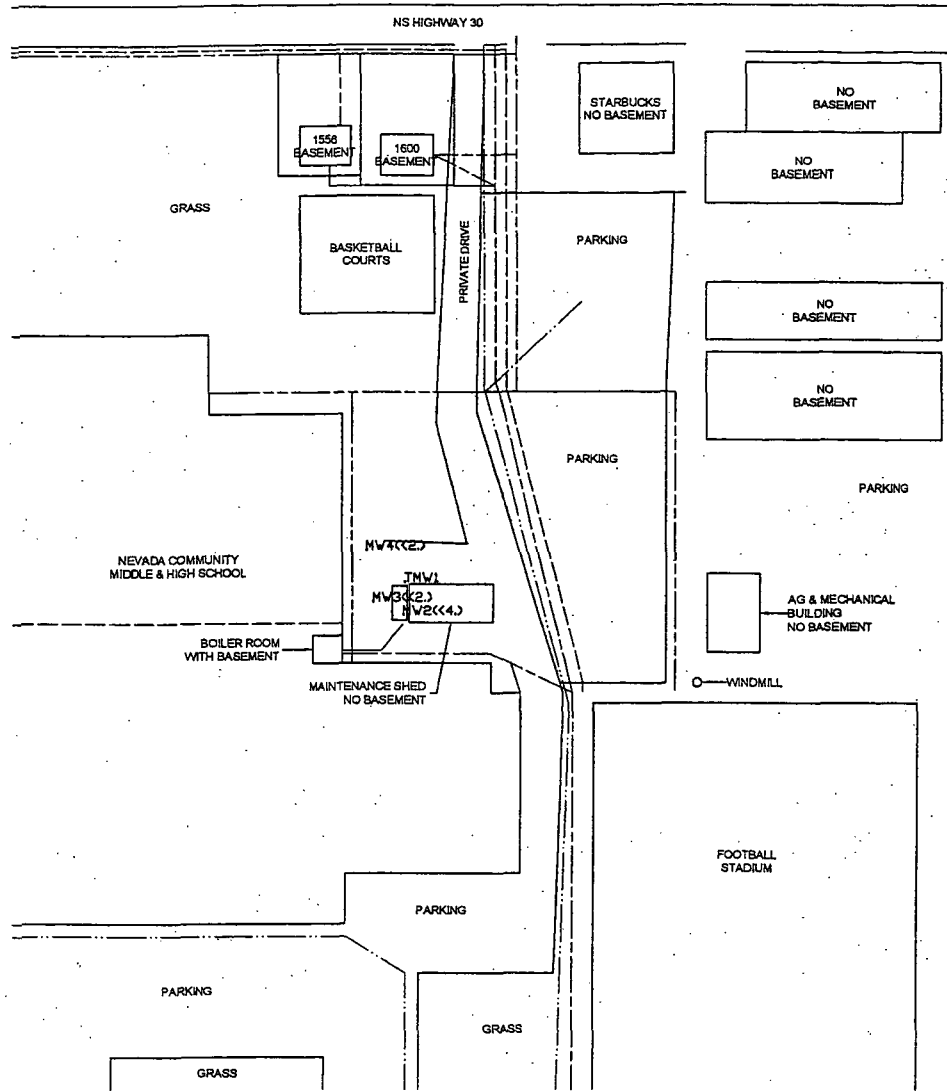 NS HIGHWAY 30
STARBUCKS
NO BASEMENT
NO
BASEMENT
1556
BASEMENT
1600
BASEMENT
NO
BASEMENT
GRASS
BASKETBALL
COURTS
PRIVATE DRIVE
PARKING
NO
BASEMENT
NO
BASEMENT
PARKING
PARKING
MW4(<2.)
NEVADA COMMUNITY
MIDDLE & HIGH SCHOOL
TMW1
MW3(<2.)
MW2(<4.)
AG & MECHANICAL
BUILDING
NO BASEMENT
BOILER ROOM
WITH BASEMENT
MAINTENANCE SHED
NO BASEMENT
WINDMILL
FOOTBALL
STADIUM
PARKING
PARKING
GRASS
GRASS